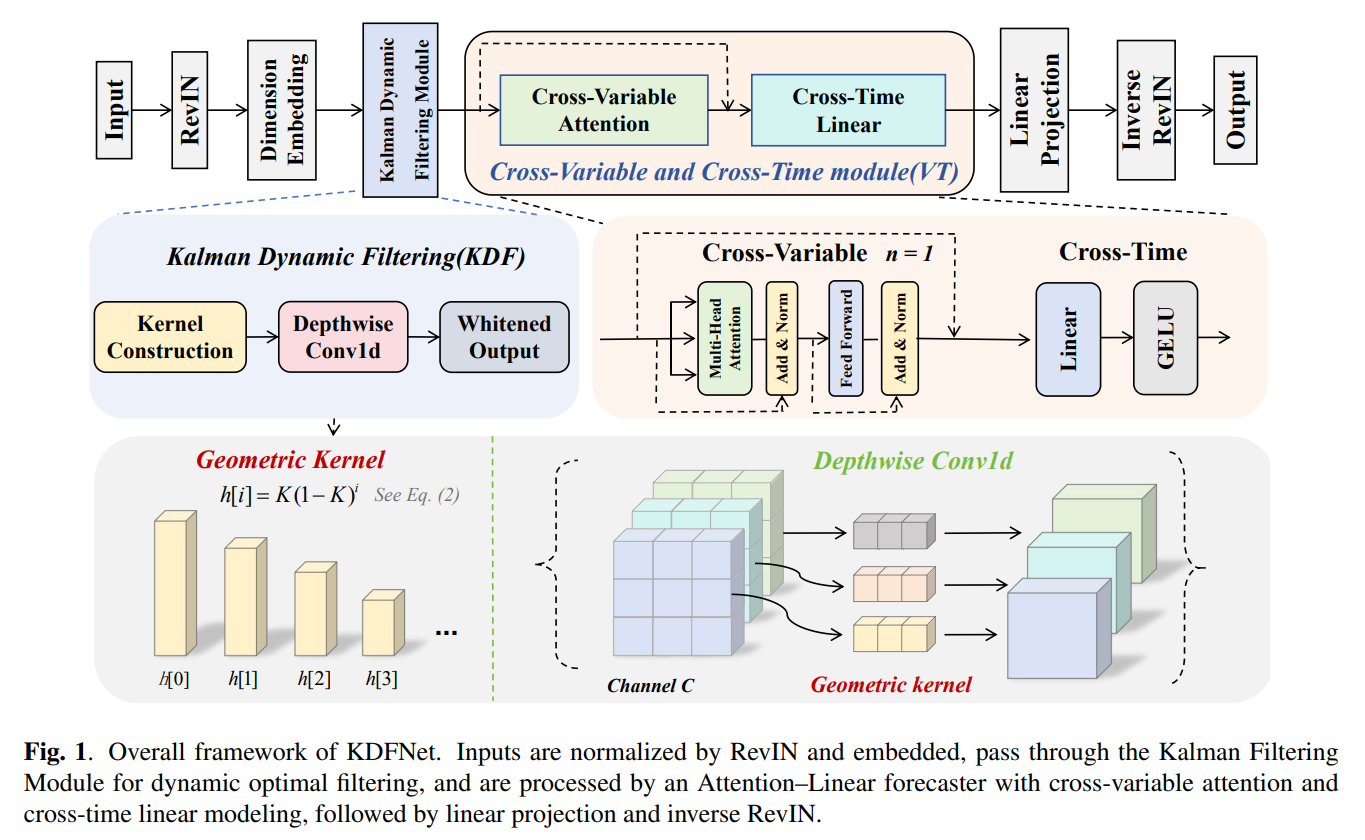 Input
RevIN
Dimension
Embedding
Kalman Dynamic
Filtering Module
Cross-Variable
Attention
Cross-Time
Linear
Cross-Variable and Cross-Time module(VT)
Linear
Projection
Inverse
RevIN
Output
Kalman Dynamic Filtering(KDF)
Kernel
Construction
Depthwise
Conv1d
Whitened
Output
Cross-Variable n = 1
Cross-Time
Multi-Head
Attention
Add & Norm
Feed Forward
Add & Norm
Linear
GELU
Geometric Kernel
h[i] = K(1 − K)^i See Eq. (2)
h[0] h[1] h[2] h[3] ...
Depthwise Conv1d
Channel C
Geometric kernel
Fig. 1. Overall framework of KDFNet. Inputs are normalized by RevIN and embedded, pass through the Kalman Filtering
Module for dynamic optimal filtering, and are processed by an Attention–Linear forecaster with cross-variable attention and
cross-time linear modeling, followed by linear projection and inverse RevIN.